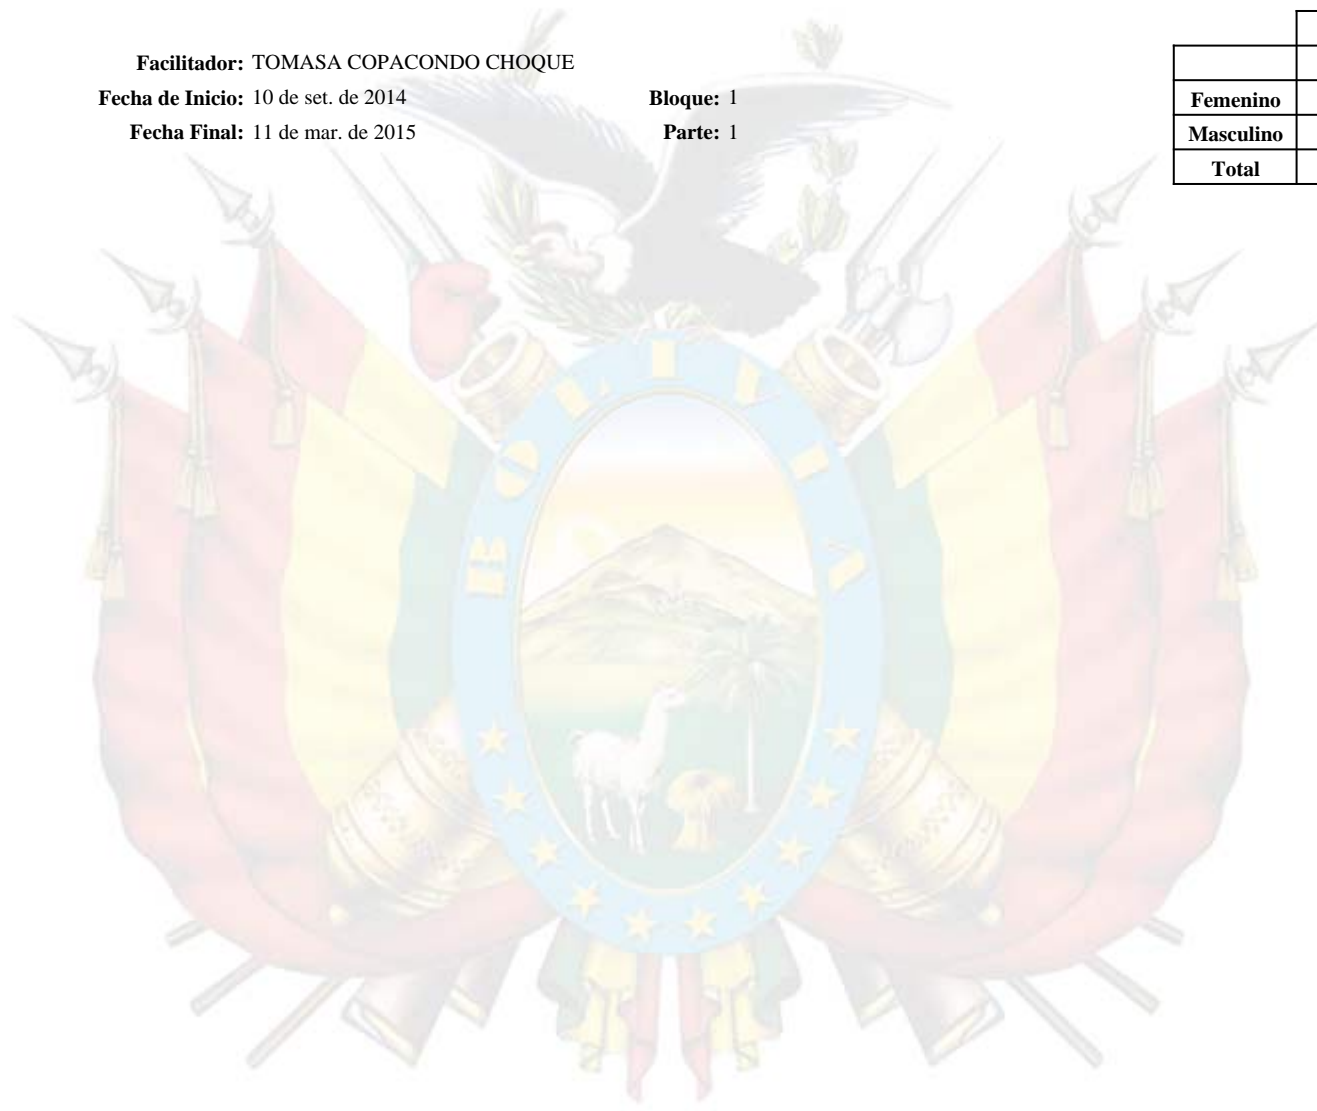 Facilitador: TOMASA COPACONDO CHOQUE
Fecha de Inicio: 10 de set. de 2014 Bloque: 1
Fecha Final: 11 de mar. de 2015 Parte: 1
Femenino
Masculino
Total
BOLIVIA